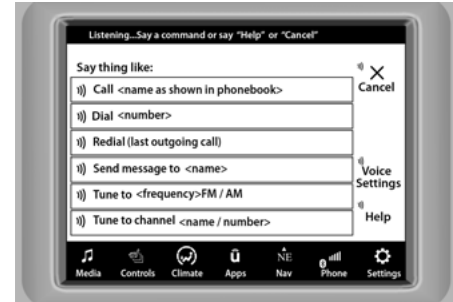 Listening...Say a command or say "Help" or "Cancel"
Say thing like:
Call <name as shown in phonebook>
Dial <number>
Redial (last outgoing call)
Send message to <name>
Tune to <frequency>FM / AM
Tune to channel <name / number>
Cancel
Voice
Settings
Help
NE
Media Controls Climate Apps Nav Phone Settings